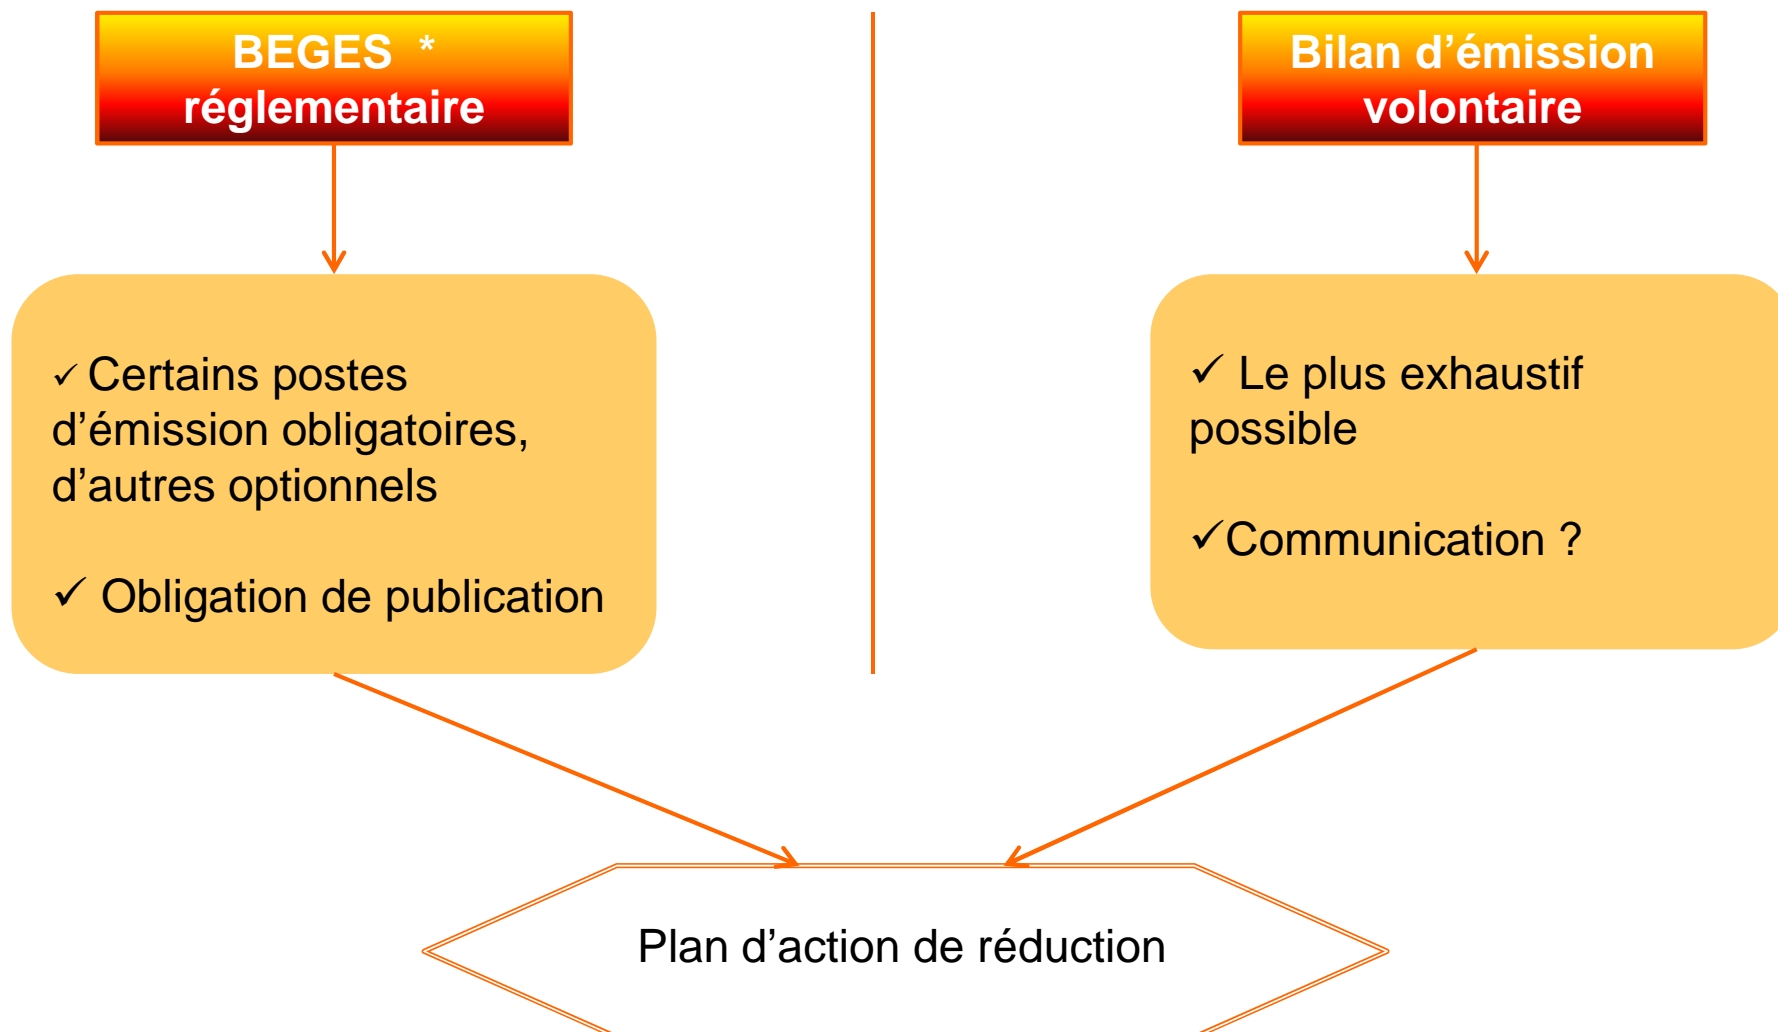 BEGES *
réglementaire
✓ Certains postes
d’émission obligatoires,
d’autres optionnels
✓ Obligation de publication
Bilan d’émission
volontaire
✓ Le plus exhaustif
possible
✓Communication ?
Plan d’action de réduction